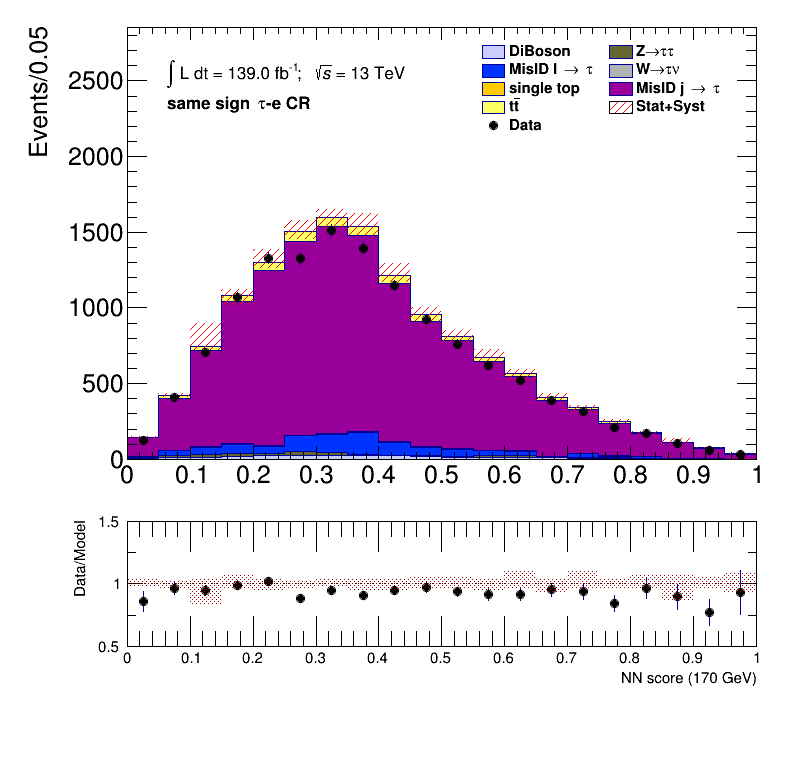 Events/0.05
2500
2000
1500
1000
500
0
∫ L dt = 139.0 fb⁻¹; √s = 13 TeV
same sign τ-e CR
DiBoson
MisID l → τ
single top
tt̄
Data
Z→ττ
W→τν
MisID j → τ
Stat+Syst
0 0.1 0.2 0.3 0.4 0.5 0.6 0.7 0.8 0.9 1
Data/Model
1.5
1
0.5
0 0.1 0.2 0.3 0.4 0.5 0.6 0.7 0.8 0.9 1
NN score (170 GeV)